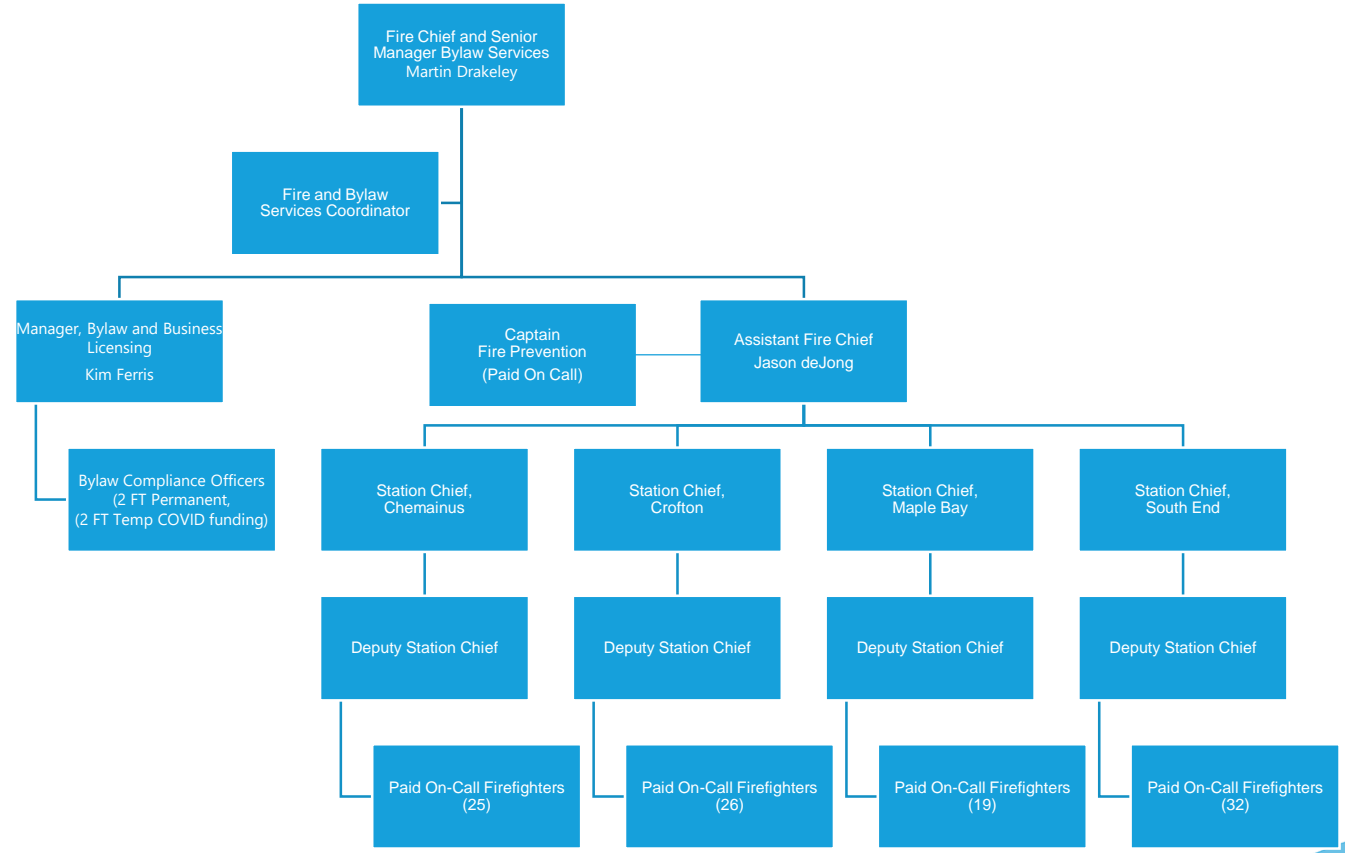 Fire Chief and Senior
Manager Bylaw Services
Martin Drakeley
Fire and Bylaw
Services Coordinator
Manager, Bylaw and Business
Licensing
Kim Ferris
Captain
Fire Prevention
(Paid On Call)
Assistant Fire Chief
Jason deJong
Bylaw Compliance Officers
(2 FT Permanent,
(2 FT Temp COVID funding)
Station Chief,
Chemainus
Station Chief,
Crofton
Station Chief,
Maple Bay
Station Chief,
South End
Deputy Station Chief
Deputy Station Chief
Deputy Station Chief
Deputy Station Chief
Paid On-Call Firefighters
(25)
Paid On-Call Firefighters
(26)
Paid On-Call Firefighters
(19)
Paid On-Call Firefighters
(32)